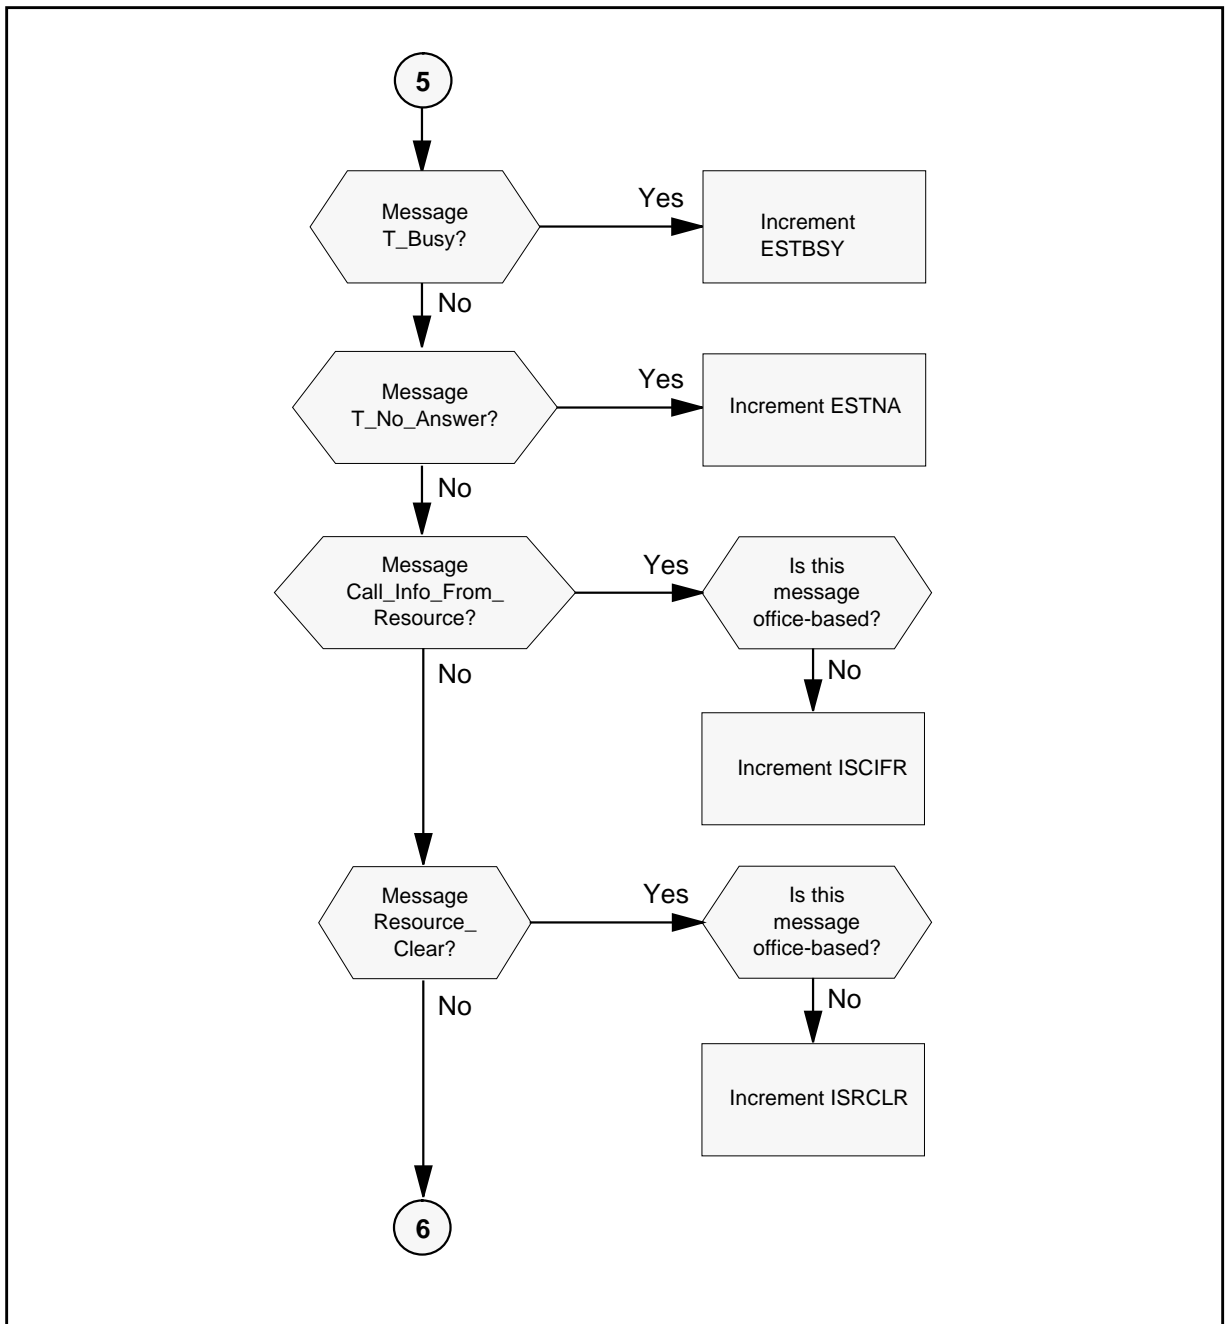 5
Message
T_Busy?
Yes
Increment
ESTBSY
No
Message
T_No_Answer?
Yes
Increment ESTNA
No
Message
Call_Info_From_
Resource?
Yes
Is this
message
office-based?
No
No
Increment ISCIFR
Message
Resource_
Clear?
Yes
Is this
message
office-based?
No
No
Increment ISRCLR
6